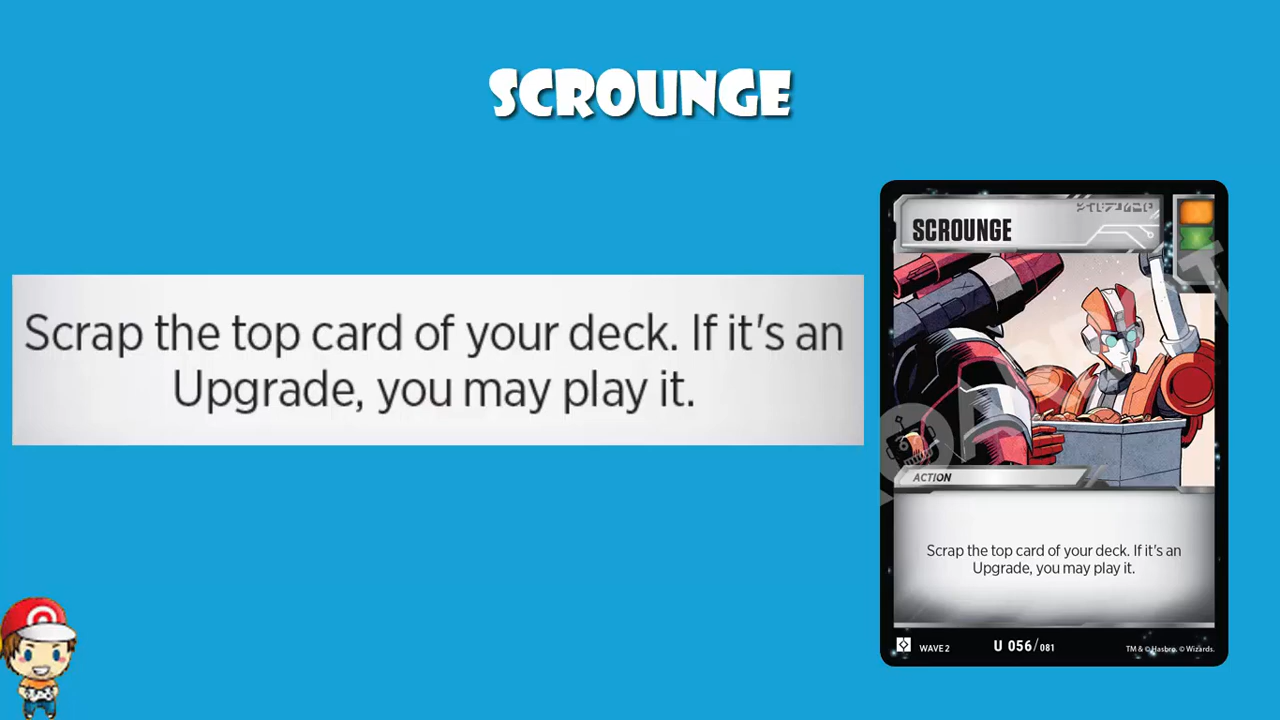 SCROUNGE
Scrap the top card of your deck. If it's an
Upgrade, you may play it.
SCROUNGE
ACTION
Scrap the top card of your deck. If it's an
Upgrade, you may play it.
WAVE 2
U 056/081
TM & © Hasbro. © Wizards.